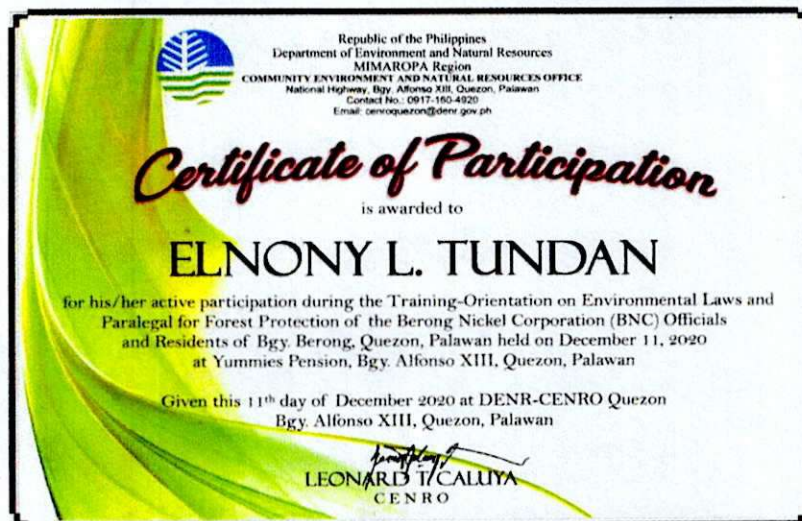 Republic of the Philippines
Department of Environment and Natural Resources
MIMAROPA Region
COMMUNITY ENVIRONMENT AND NATURAL RESOURCES OFFICE
National Highway, Bgy. Alfonso XIII, Quezon, Palawan
Contact No.: 0917-160-4920
Email: cenroquezon@denr.gov.ph
Certificate of Participation
is awarded to
ELNONY L. TUNDAN
for his/her active participation during the Training-Orientation on Environmental Laws and
Paralegal for Forest Protection of the Berong Nickel Corporation (BNC) Officials
and Residents of Bgy. Berong, Quezon, Palawan held on December 11, 2020
at Yummies Pension, Bgy. Alfonso XIII, Quezon, Palawan
Given this 11th day of December 2020 at DENR-CENRO Quezon
Bgy. Alfonso XIII, Quezon, Palawan
LEONARD T. CALUYA
CENRO